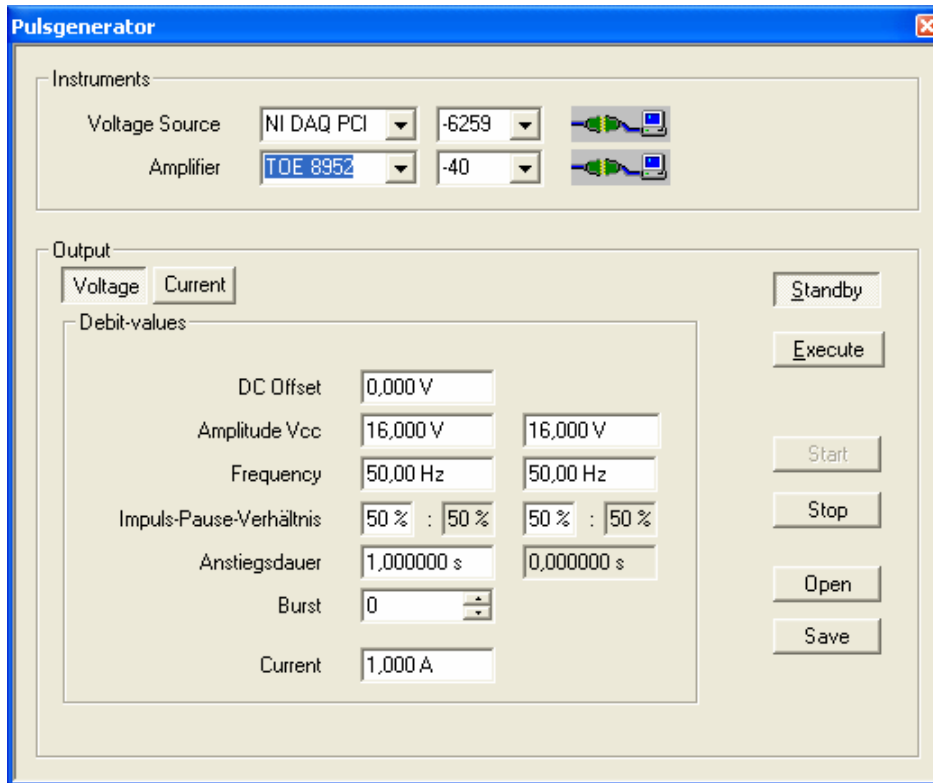 Pulsgenerator
Instruments
Voltage Source NI DAQ PCI -6259
Amplifier TOE 8952 -40
Output
Voltage Current
Standby
Debit-values
Execute
DC Offset 0,000 V
Amplitude Vcc 16,000 V 16,000 V
Frequency 50,00 Hz 50,00 Hz
Start
Impuls-Pause-Verhältnis 50 % : 50 % 50 % : 50 %
Stop
Anstiegsdauer 1,000000 s 0,000000 s
Open
Burst 0
Save
Current 1,000 A